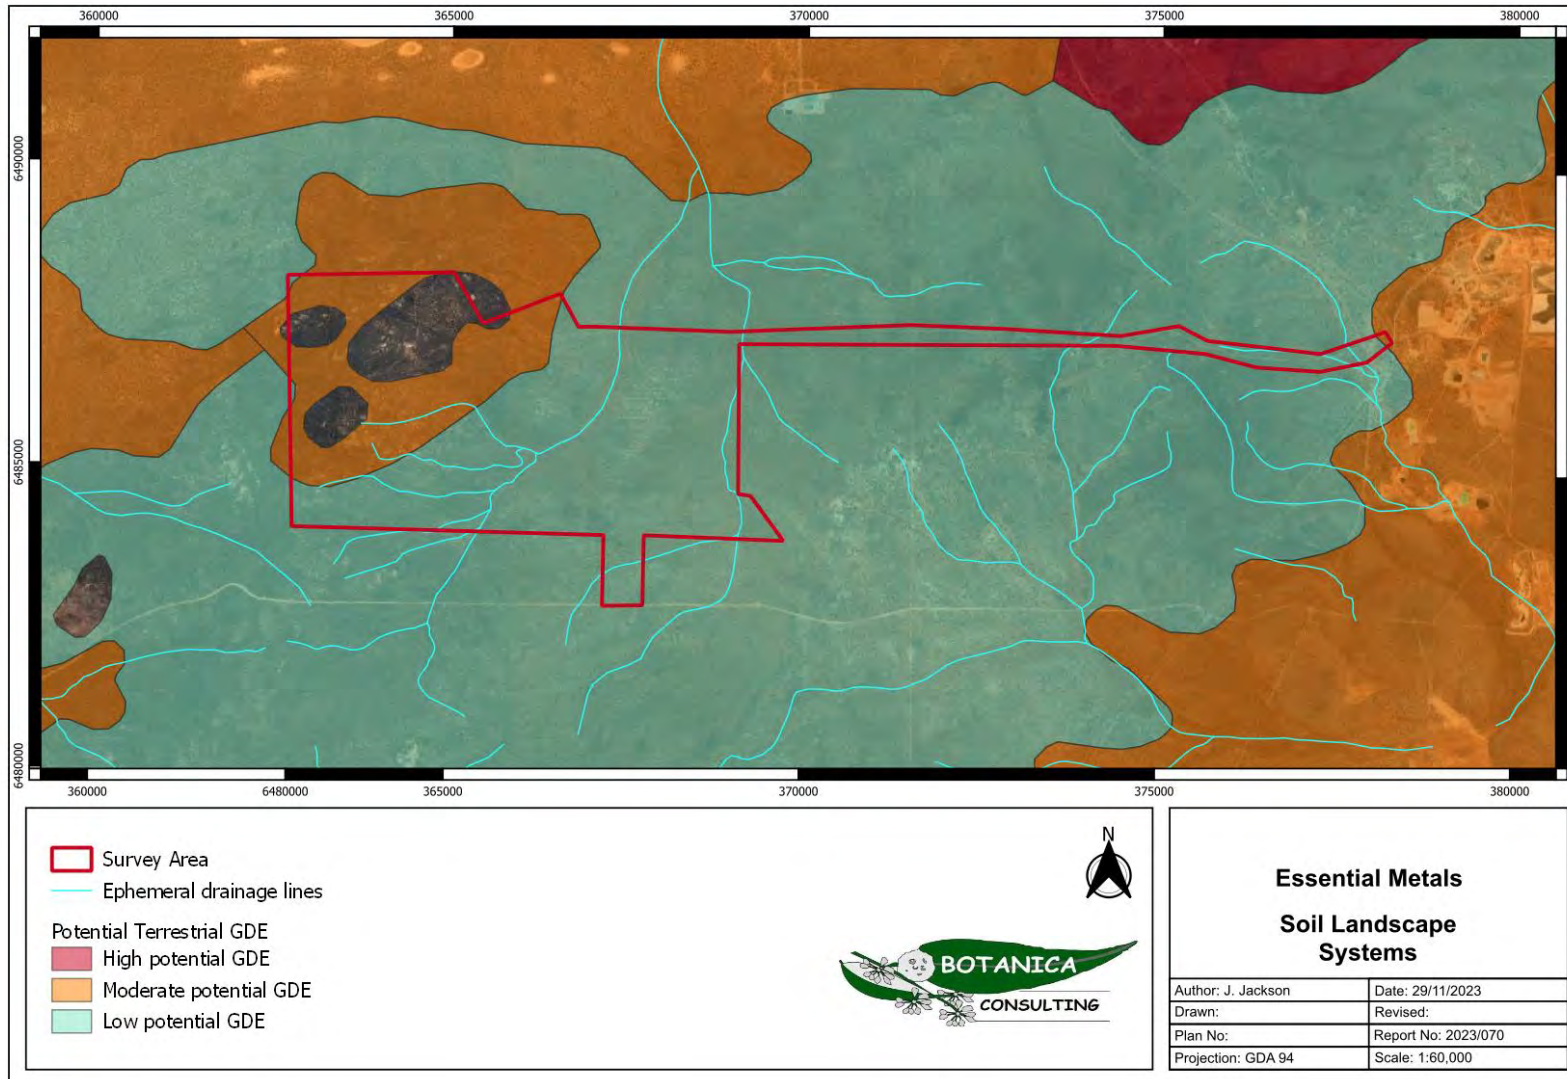 360000
365000
370000
375000
380000
6490000
6485000
6480000
360000
6480000
365000
370000
375000
380000
Survey Area
Ephemeral drainage lines
Potential Terrestrial GDE
High potential GDE
Moderate potential GDE
Low potential GDE
N
BOTANICA
CONSULTING
Essential Metals
Soil Landscape
Systems
Author: J. Jackson
Date: 29/11/2023
Drawn:
Revised:
Plan No:
Report No: 2023/070
Projection: GDA 94
Scale: 1:60,000